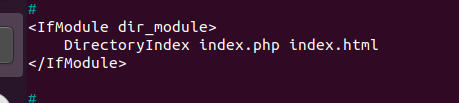 #
<IfModule dir_module>
    DirectoryIndex index.php index.html
</IfModule>

#